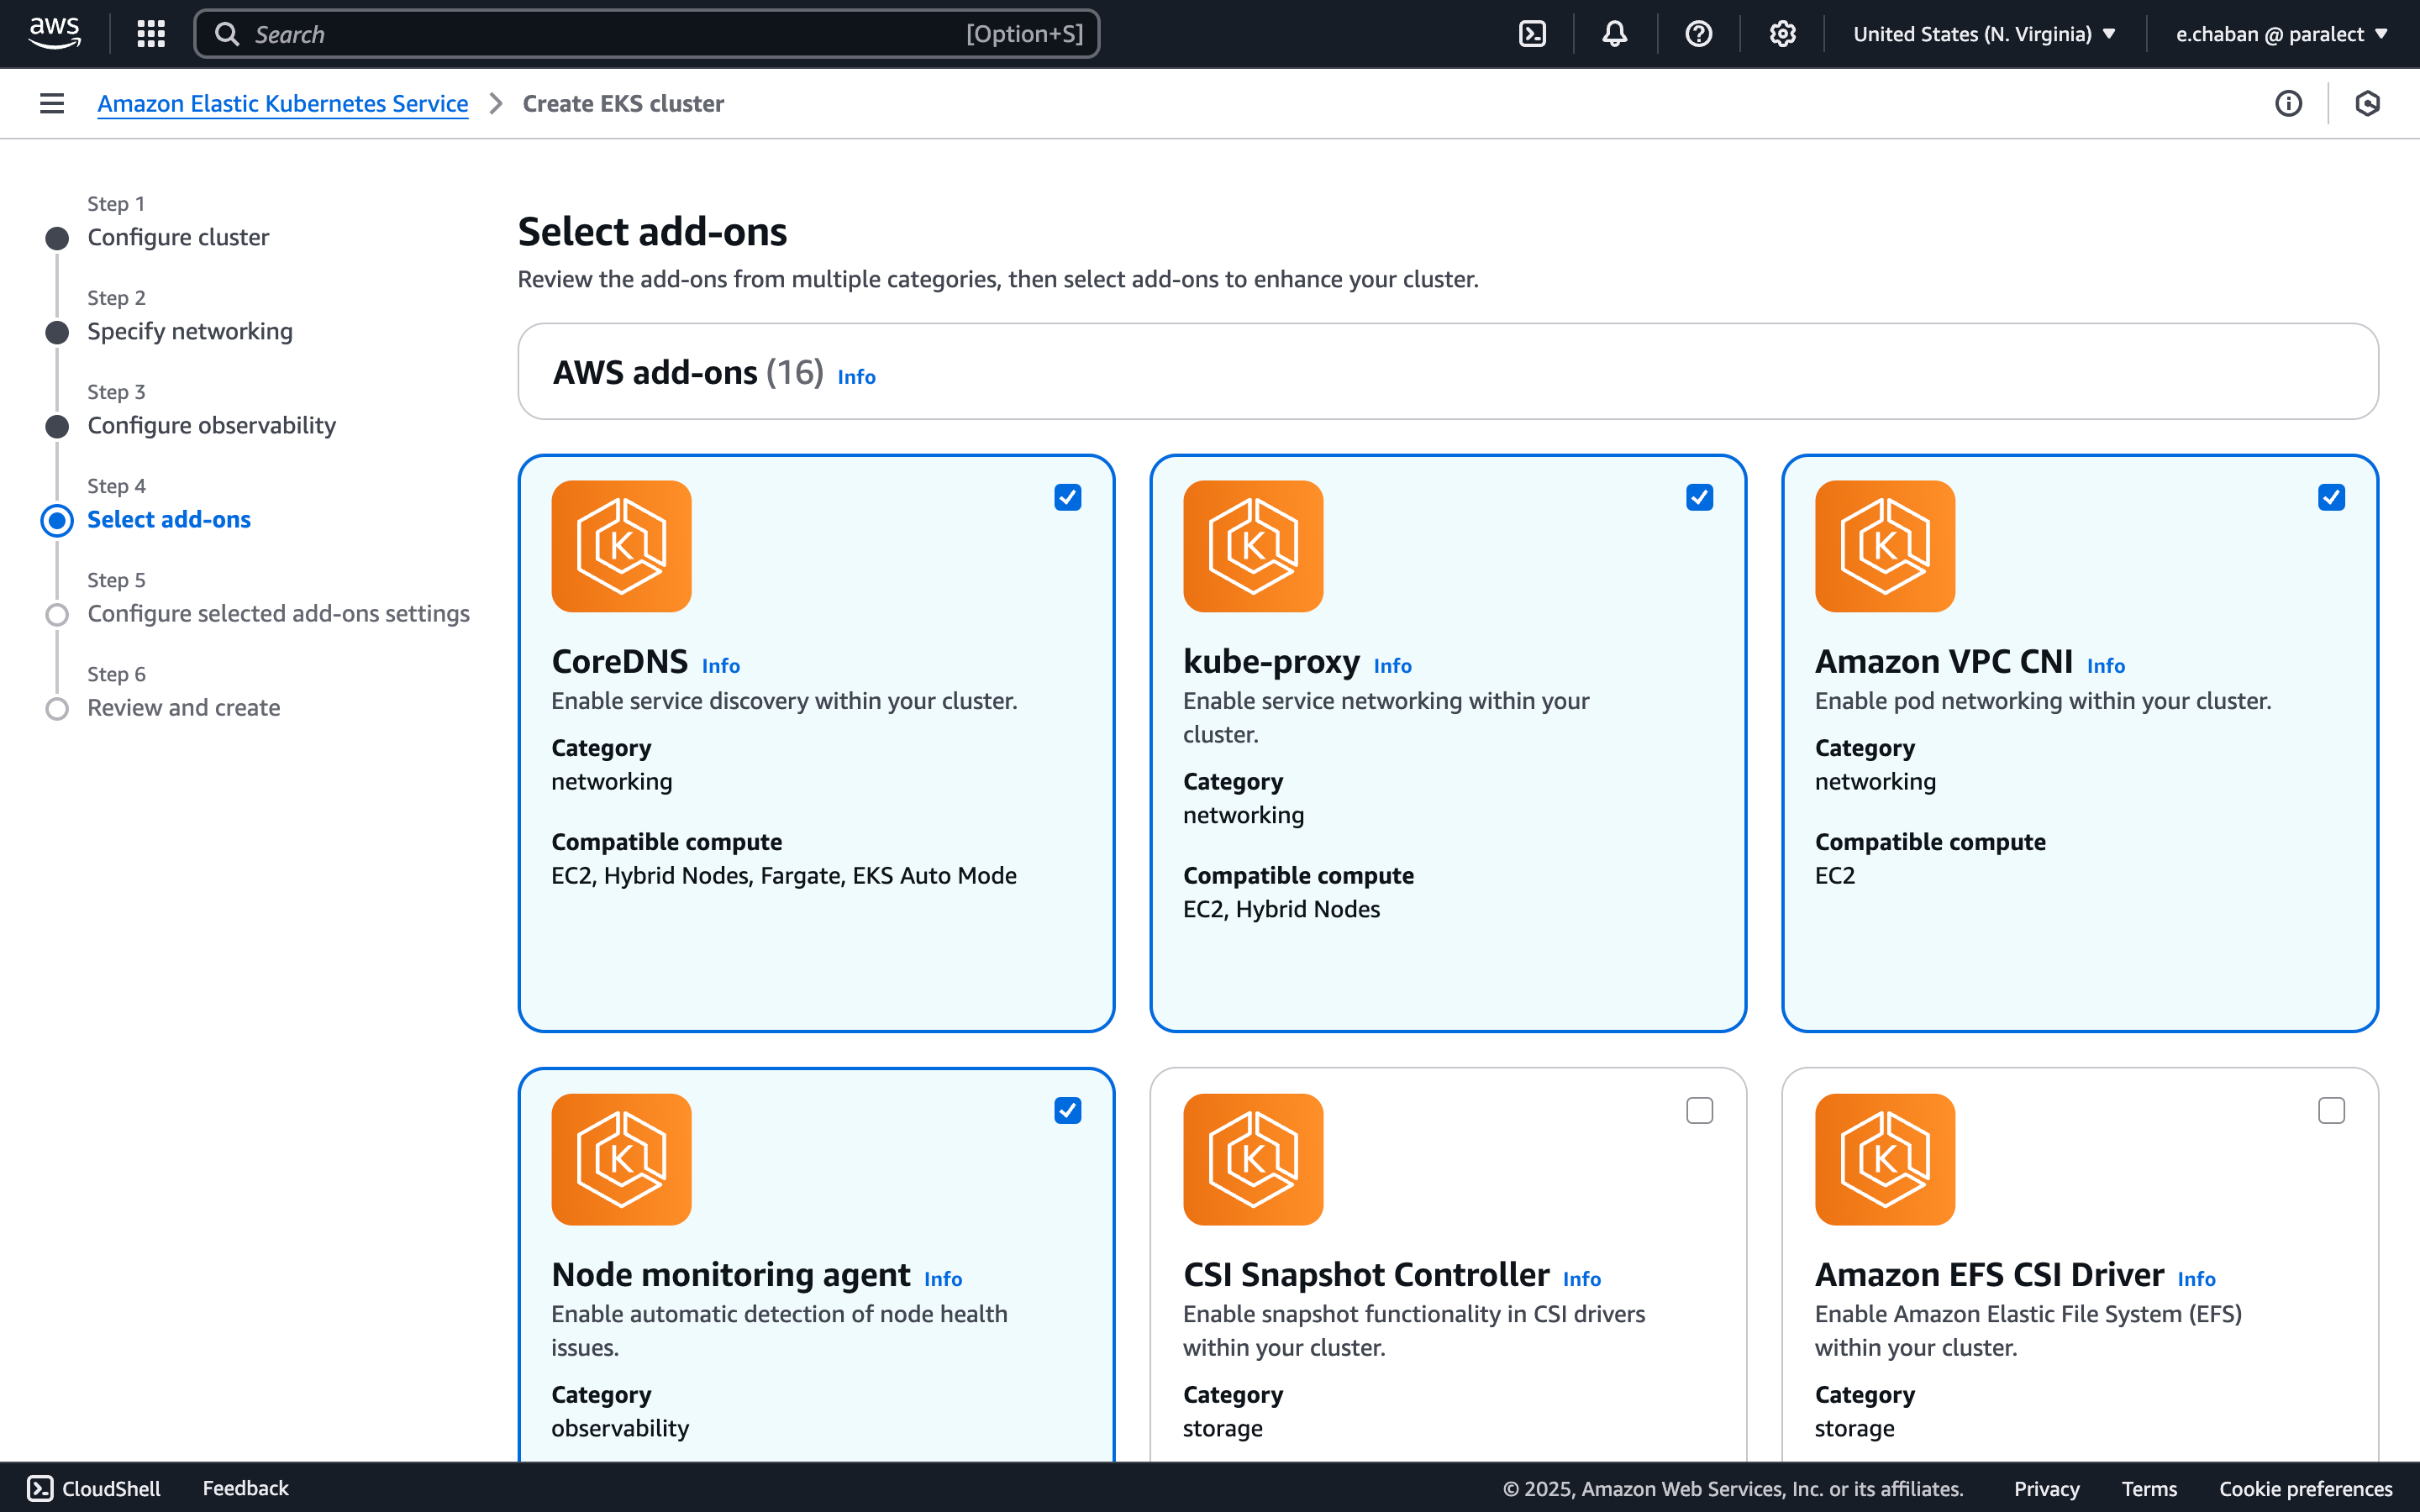 aws
Search
[Option+S]
United States (N. Virginia)
e.chaban @ paralect
Amazon Elastic Kubernetes Service
Create EKS cluster
Step 1
Configure cluster
Step 2
Specify networking
Step 3
Configure observability
Step 4
Select add-ons
Step 5
Configure selected add-ons settings
Step 6
Review and create
Select add-ons
Review the add-ons from multiple categories, then select add-ons to enhance your cluster.
AWS add-ons (16) Info
K
CoreDNS Info
Enable service discovery within your cluster.
Category
networking
Compatible compute
EC2, Hybrid Nodes, Fargate, EKS Auto Mode
K
kube-proxy Info
Enable service networking within your
cluster.
Category
networking
Compatible compute
EC2, Hybrid Nodes
K
Amazon VPC CNI Info
Enable pod networking within your cluster.
Category
networking
Compatible compute
EC2
K
Node monitoring agent Info
Enable automatic detection of node health
issues.
Category
observability
K
CSI Snapshot Controller Info
Enable snapshot functionality in CSI drivers
within your cluster.
Category
storage
K
Amazon EFS CSI Driver Info
Enable Amazon Elastic File System (EFS)
within your cluster.
Category
storage
CloudShell
Feedback
© 2025, Amazon Web Services, Inc. or its affiliates.
Privacy
Terms
Cookie preferences